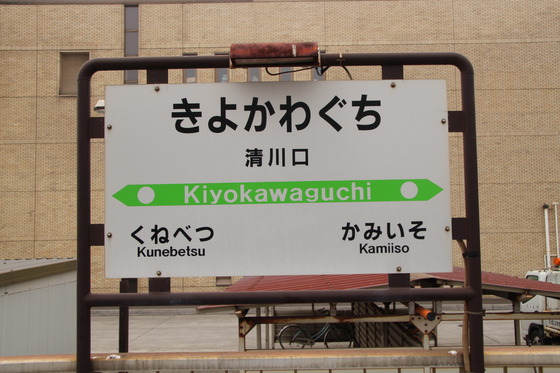 きよかわぐち
清川口
Kiyokawaguchi
くねべつ かみいそ
Kunebetsu Kamiiso